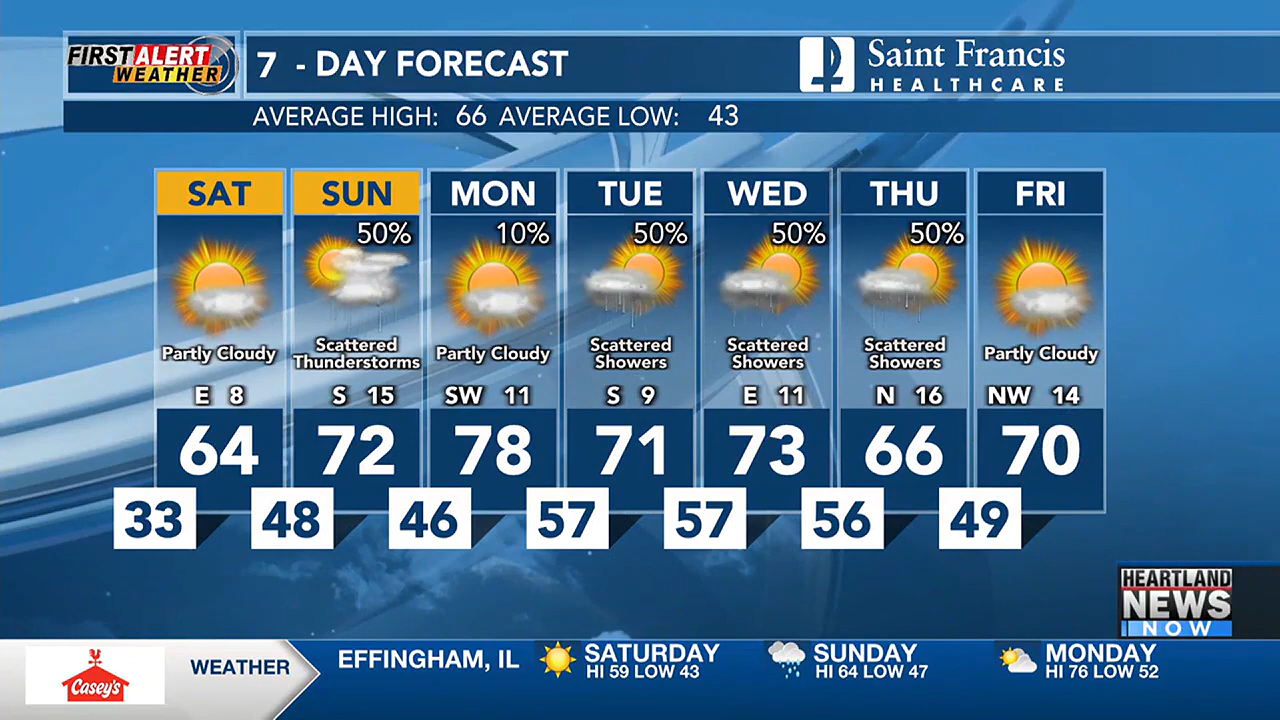 FIRST ALERT
WEATHER
7 - DAY FORECAST
Saint Francis
HEALTHCARE
AVERAGE HIGH: 66 AVERAGE LOW: 43
SAT SUN MON TUE WED THU FRI
50% 10% 50% 50% 50%
Partly Cloudy Scattered Thunderstorms Partly Cloudy Scattered Showers Scattered Showers Scattered Showers Partly Cloudy
E 8 S 15 SW 11 S 9 E 11 N 16 NW 14
64 72 78 71 73 66 70
33 48 46 57 57 56 49
HEARTLAND
NEWS
NOW
Casey's
WEATHER
EFFINGHAM, IL
SATURDAY
HI 59 LOW 43
SUNDAY
HI 64 LOW 47
MONDAY
HI 76 LOW 52